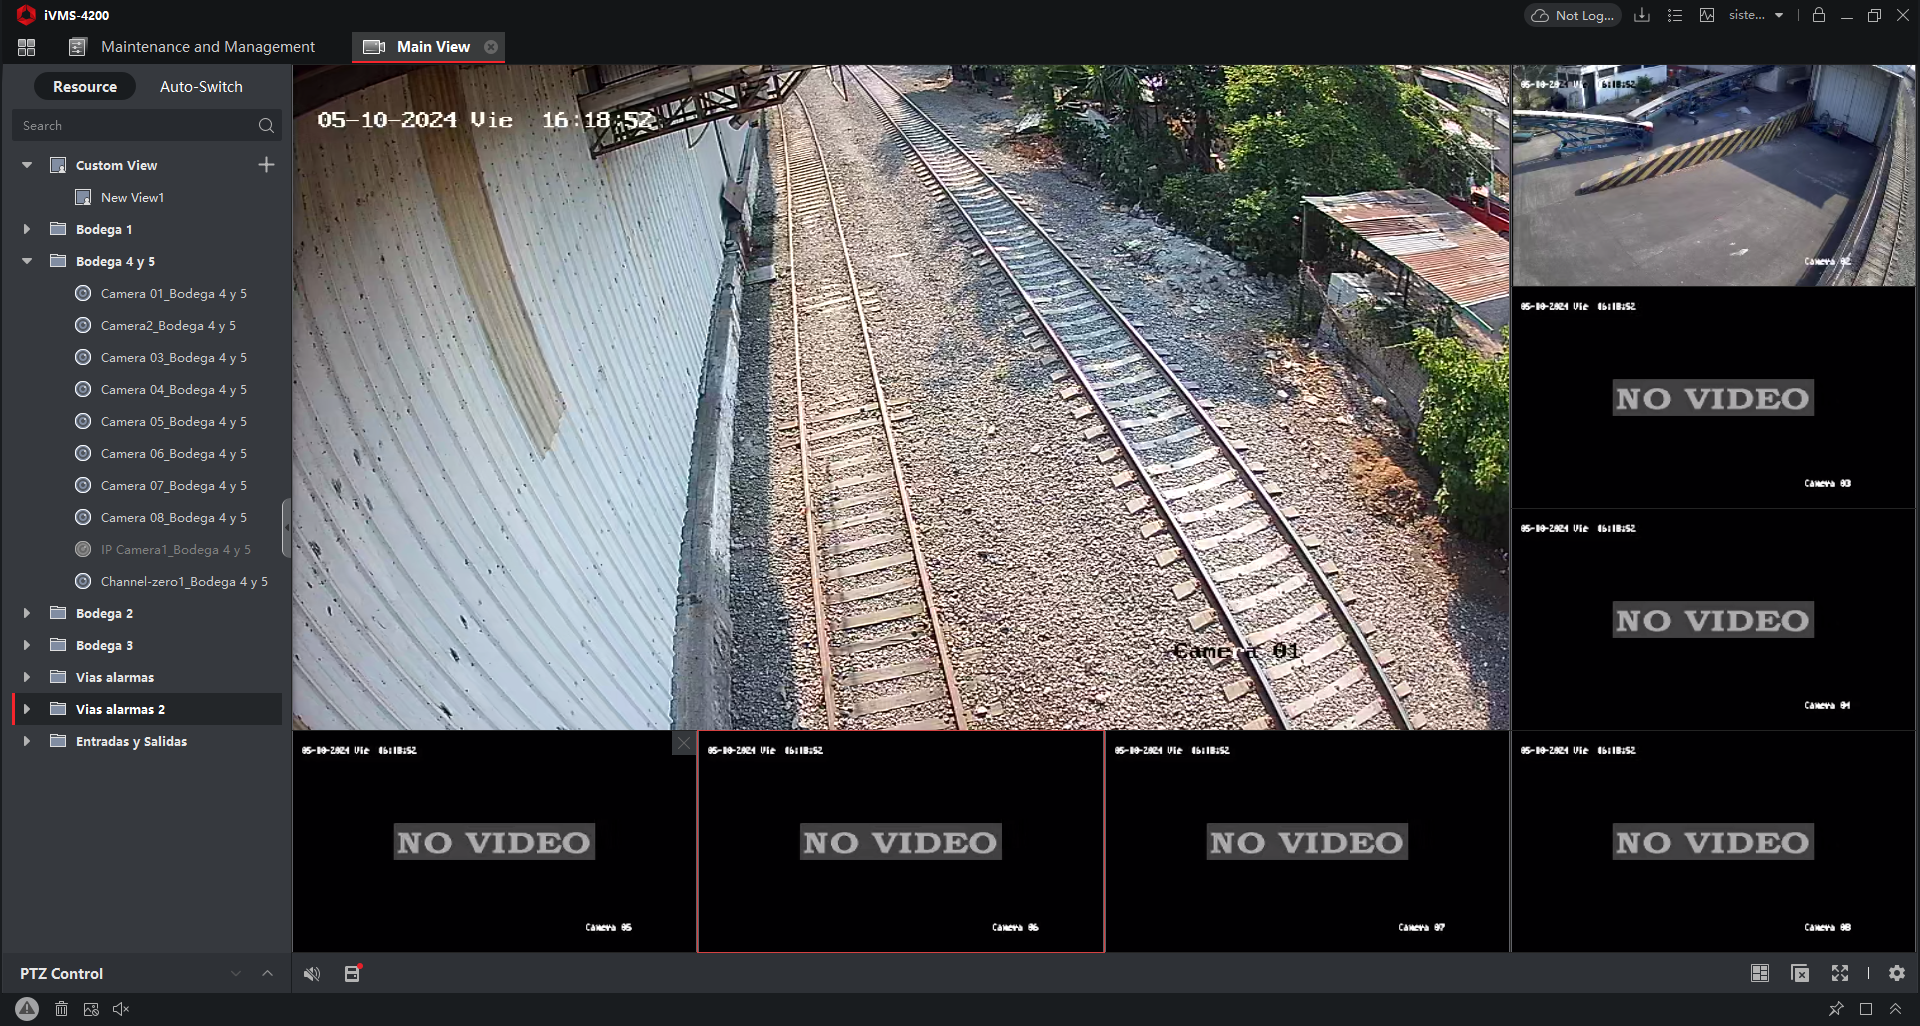 iVMS-4200
Not Log...
siste...
Maintenance and Management
Main View
Resource
Auto-Switch
Search
Custom View
New View1
Bodega 1
Bodega 4 y 5
Camera 01_Bodega 4 y 5
Camera2_Bodega 4 y 5
Camera 03_Bodega 4 y 5
Camera 04_Bodega 4 y 5
Camera 05_Bodega 4 y 5
Camera 06_Bodega 4 y 5
Camera 07_Bodega 4 y 5
Camera 08_Bodega 4 y 5
IP Camera1_Bodega 4 y 5
Channel-zero1_Bodega 4 y 5
Bodega 2
Bodega 3
Vias alarmas
Vias alarmas 2
Entradas y Salidas
PTZ Control
05-10-2024 Vie 16:18:52
Camera 01
05-10-2024 Vie 16:18:52
Camera 02
05-10-2024 Vie 16:18:52
NO VIDEO
Camera 03
05-10-2024 Vie 16:18:52
NO VIDEO
Camera 04
05-10-2024 Vie 16:18:52
NO VIDEO
Camera 05
05-10-2024 Vie 16:18:52
NO VIDEO
Camera 06
05-10-2024 Vie 16:18:52
NO VIDEO
Camera 07
05-10-2024 Vie 16:18:52
NO VIDEO
Camera 08